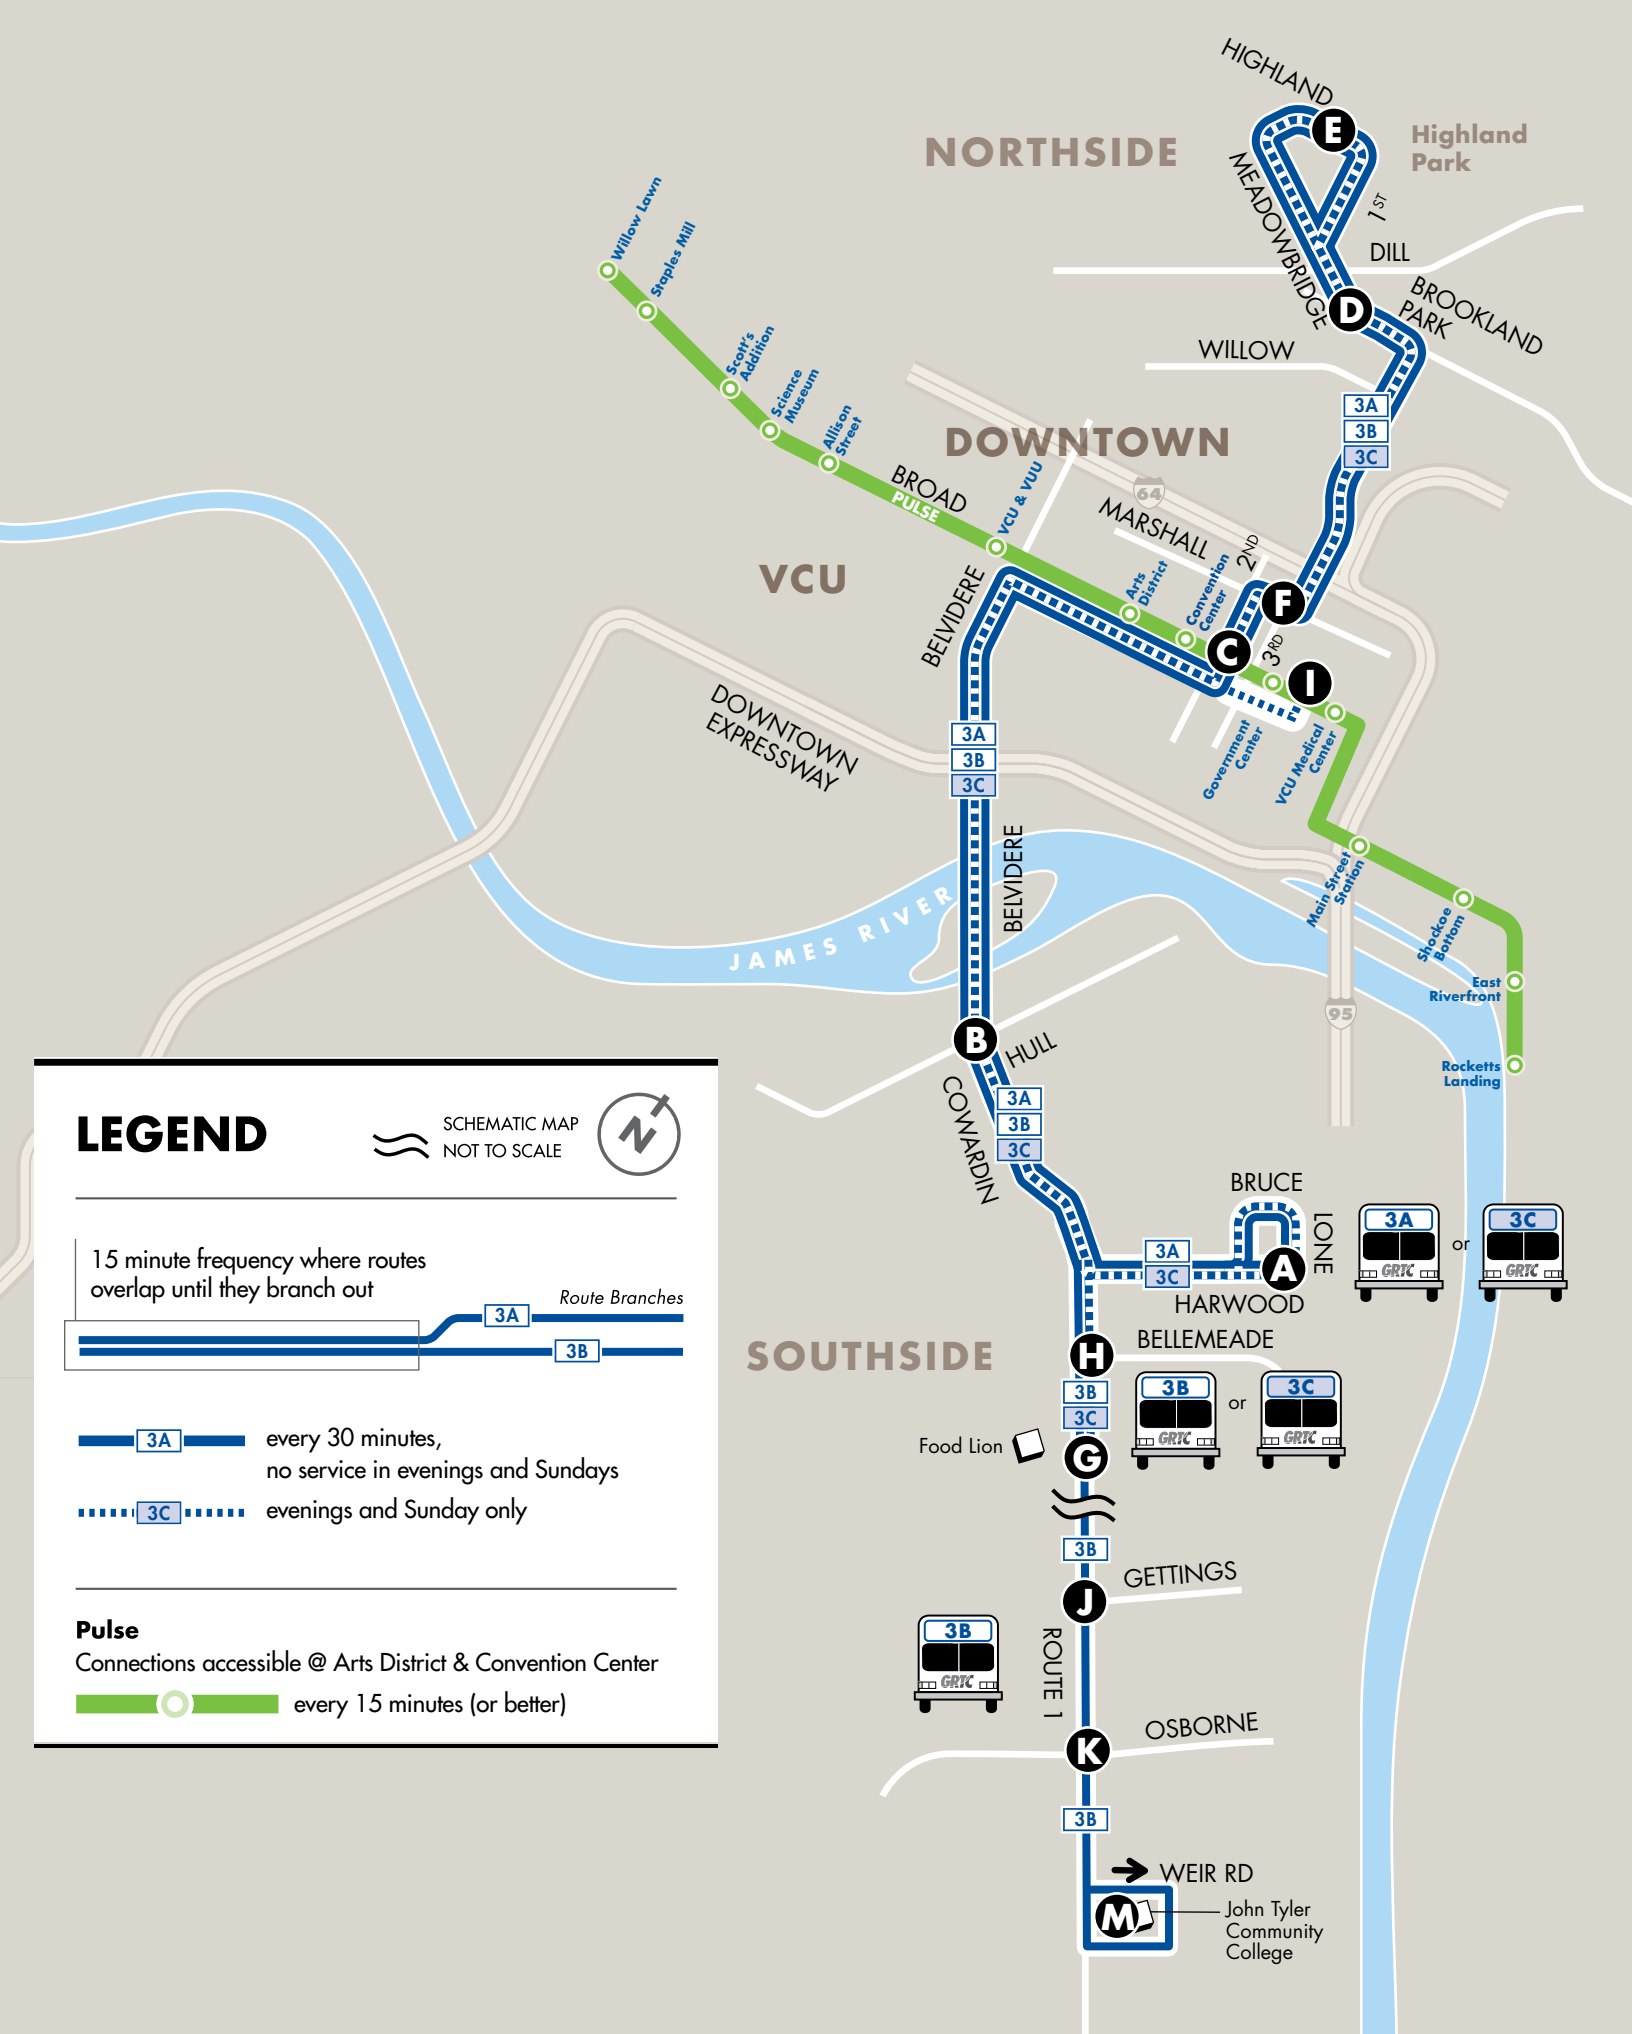 HIGHLAND
E
Highland
Park
NORTHSIDE
MEADOWBRIDGE
1ST
DILL
Willow Lawn
Staples Mill
D
BROOKLAND
PARK
WILLOW
Scott's
Addition
Science
Museum
Allison
Street
3A
3B
3C
DOWNTOWN
BROAD
PULSE
VCU & VUU
64
MARSHALL
2ND
VCU
BELVIDERE
Arts
District
Convention
Center
F
C
3RD
I
DOWNTOWN
EXPRESSWAY
Government
Center
VCU Medical
Center
3A
3B
3C
BELVIDERE
JAMES RIVER
Main Street
Station
Shockoe
Bottom
East
Riverfront
95
B
HULL
Rocketts
Landing
COWARDIN
3A
3B
3C
LEGEND
SCHEMATIC MAP
NOT TO SCALE
N
15 minute frequency where routes
overlap until they branch out
Route Branches
3A
3B
3A
every 30 minutes,
no service in evenings and Sundays
3C
evenings and Sunday only
Pulse
Connections accessible @ Arts District & Convention Center
every 15 minutes (or better)
BRUCE
LONE
3A
3C
A
HARWOOD
3A
GRTC
or
3C
GRTC
SOUTHSIDE
H
BELLEMEADE
3B
3C
3B
GRTC
or
3C
GRTC
Food Lion
G
3B
J
GETTINGS
3B
GRTC
ROUTE 1
K
OSBORNE
3B
WEIR RD
M
John Tyler
Community
College